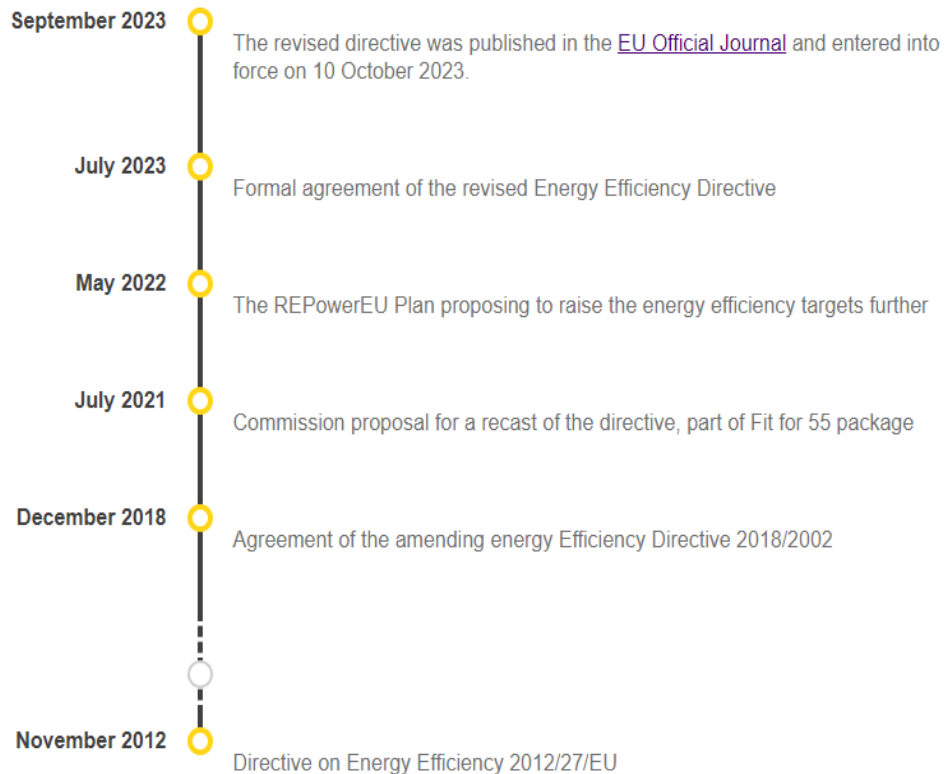 September 2023
The revised directive was published in the EU Official Journal and entered into
force on 10 October 2023.
July 2023
Formal agreement of the revised Energy Efficiency Directive
May 2022
The REPowerEU Plan proposing to raise the energy efficiency targets further
July 2021
Commission proposal for a recast of the directive, part of Fit for 55 package
December 2018
Agreement of the amending energy Efficiency Directive 2018/2002
November 2012
Directive on Energy Efficiency 2012/27/EU